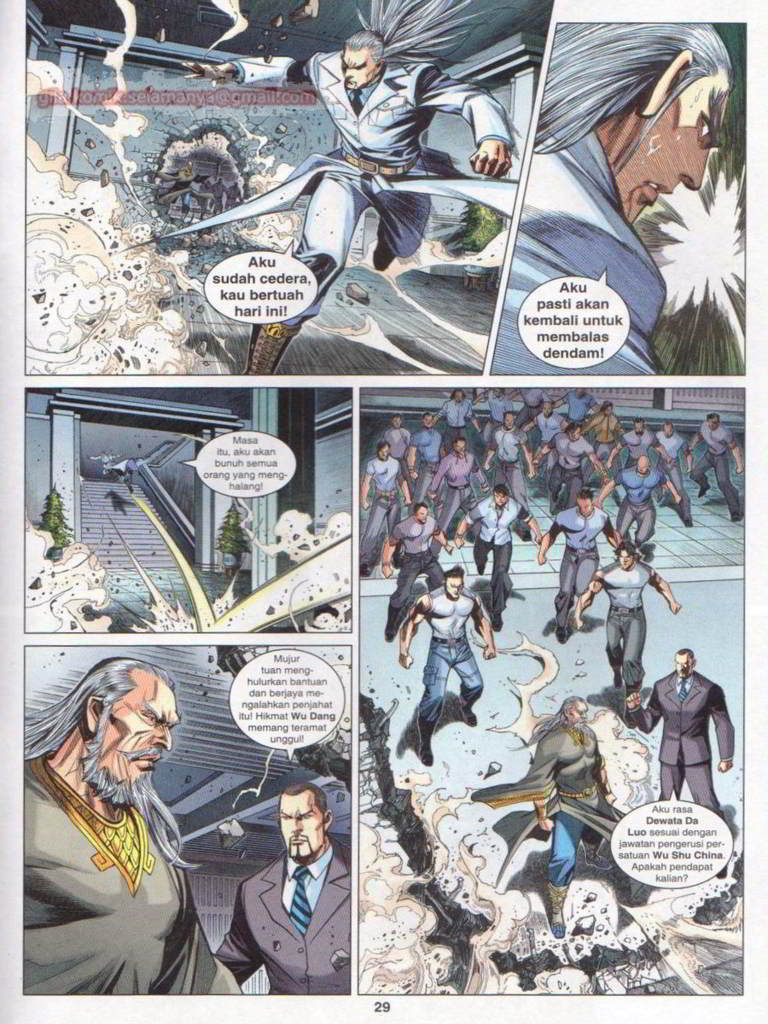 gilakomikselamanya@gmail.com
Aku
sudah cedera,
kau bertuah
hari ini!
Aku
pasti akan
kembali untuk
membalas
dendam!
Masa
itu, aku akan
bunuh semua
orang yang meng-
halang!
Mujur
tuan meng-
hulurkan bantuan
dan berjaya me-
ngalahkan penjahat
itu! Hikmat Wu Dang
memang teramat
unggul!
Aku rasa
Dewata Da
Luo sesuai dengan
jawatan pengerusi per-
satuan Wu Shu China.
Apakah pendapat
kalian?
29